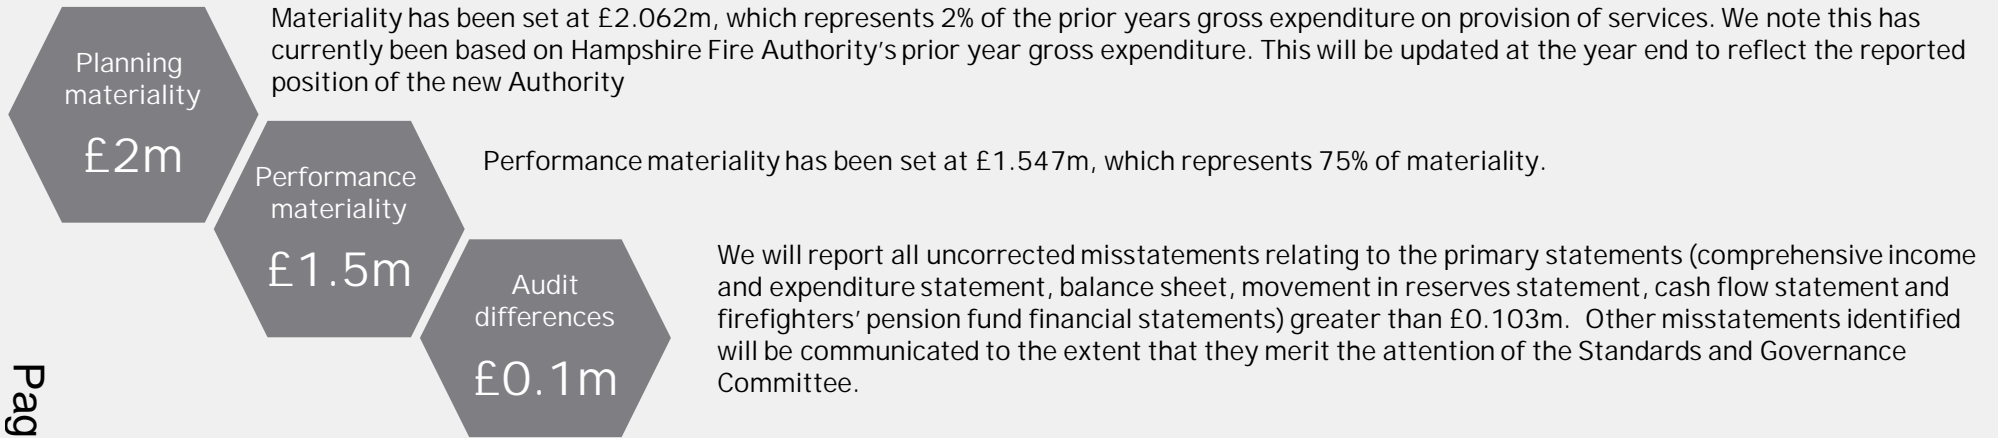 Planning
materiality
£2m
Materiality has been set at £2.062m, which represents 2% of the prior years gross expenditure on provision of services. We note this has
currently been based on Hampshire Fire Authority's prior year gross expenditure. This will be updated at the year end to reflect the reported
position of the new Authority
Performance
materiality
£1.5m
Performance materiality has been set at £1.547m, which represents 75% of materiality.
Audit
differences
£0.1m
We will report all uncorrected misstatements relating to the primary statements (comprehensive income
and expenditure statement, balance sheet, movement in reserves statement, cash flow statement and
firefighters' pension fund financial statements) greater than £0.103m.  Other misstatements identified
will be communicated to the extent that they merit the attention of the Standards and Governance
Committee.
Pag